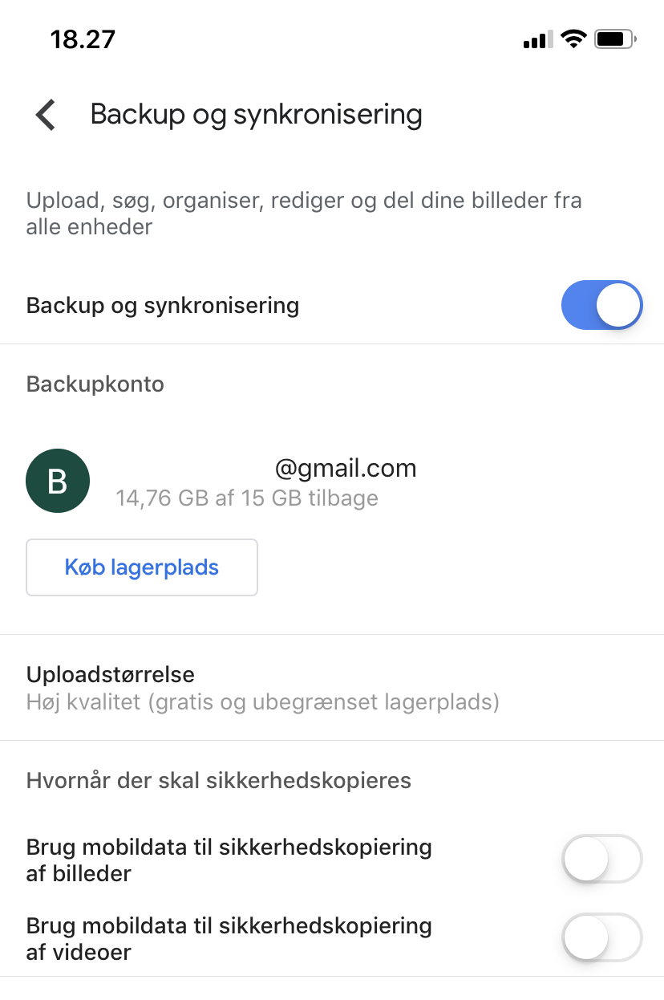 18.27
Backup og synkronisering
Upload, søg, organiser, rediger og del dine billeder fra
alle enheder
Backup og synkronisering
Backupkonto
B
@gmail.com
14,76 GB af 15 GB tilbage
Køb lagerplads
Uploadstørrelse
Høj kvalitet (gratis og ubegrænset lagerplads)
Hvornår der skal sikkerhedskopieres
Brug mobildata til sikkerhedskopiering
af billeder
Brug mobildata til sikkerhedskopiering
af videoer